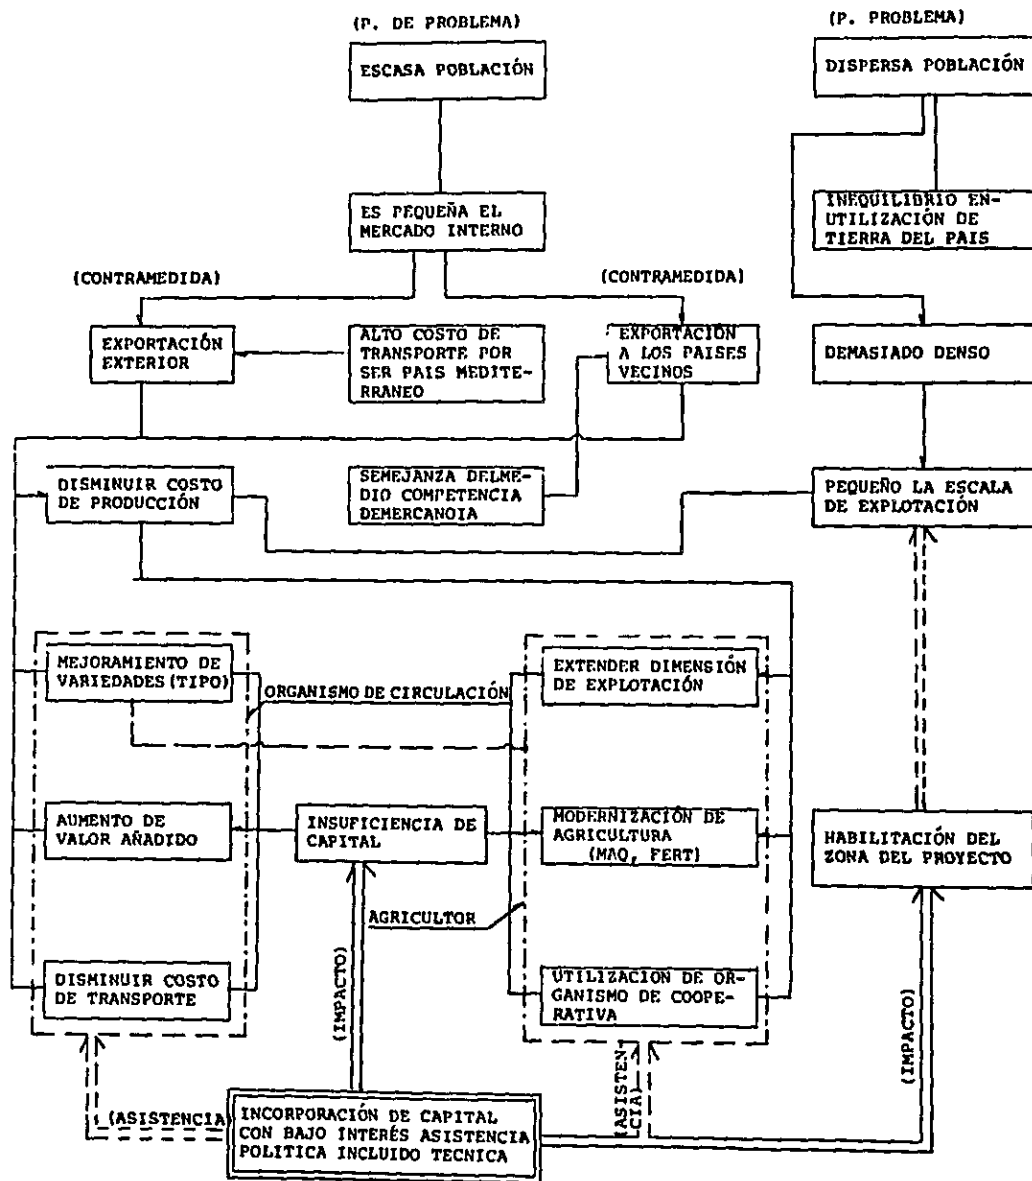 (P. DE PROBLEMA)
ESCASA POBLACIÓN
(P. PROBLEMA)
DISPERSA POBLACIÓN
ES PEQUEÑA EL
MERCADO INTERNO
INEQUILIBRIO EN-
UTILIZACIÓN DE
TIERRA DEL PAIS
(CONTRAMEDIDA)
(CONTRAMEDIDA)
EXPORTACIÓN
EXTERIOR
ALTO COSTO DE
TRANSPORTE POR
SER PAIS MEDITE-
RRANEO
EXPORTACIÓN
A LOS PAISES
VECINOS
DEMASIADO DENSO
DISMINUIR COSTO
DE PRODUCCIÓN
SEMEJANZA DELME-
DIO COMPETENCIA
DEMERCANOIA
PEQUEÑO LA ESCALA
DE EXPLOTACIÓN
MEJORAMIENTO DE
VARIEDADES (TIPO)
ORGANISMO DE CIRCULACIÓN
EXTENDER DIMENSIÓN
DE EXPLOTACIÓN
AUMENTO DE
VALOR AÑADIDO
INSUFICIENCIA DE
CAPITAL
MODERNIZACIÓN DE
AGRICULTURA
(MAQ, FERT)
HABILITACIÓN DEL
ZONA DEL PROYECTO
AGRICULTOR
DISMINUIR COSTO
DE TRANSPORTE
(IMPACTO)
UTILIZACION DE OR-
GANISMO DE COOPE-
RATIVA
(IMPACTO)
(ASISTENCIA)
INCORPORACIÓN DE CAPITAL
CON BAJO INTERÉS ASISTENCIA
POLITICA INCLUIDO TECNICA
(ASISTEN-
CIA)